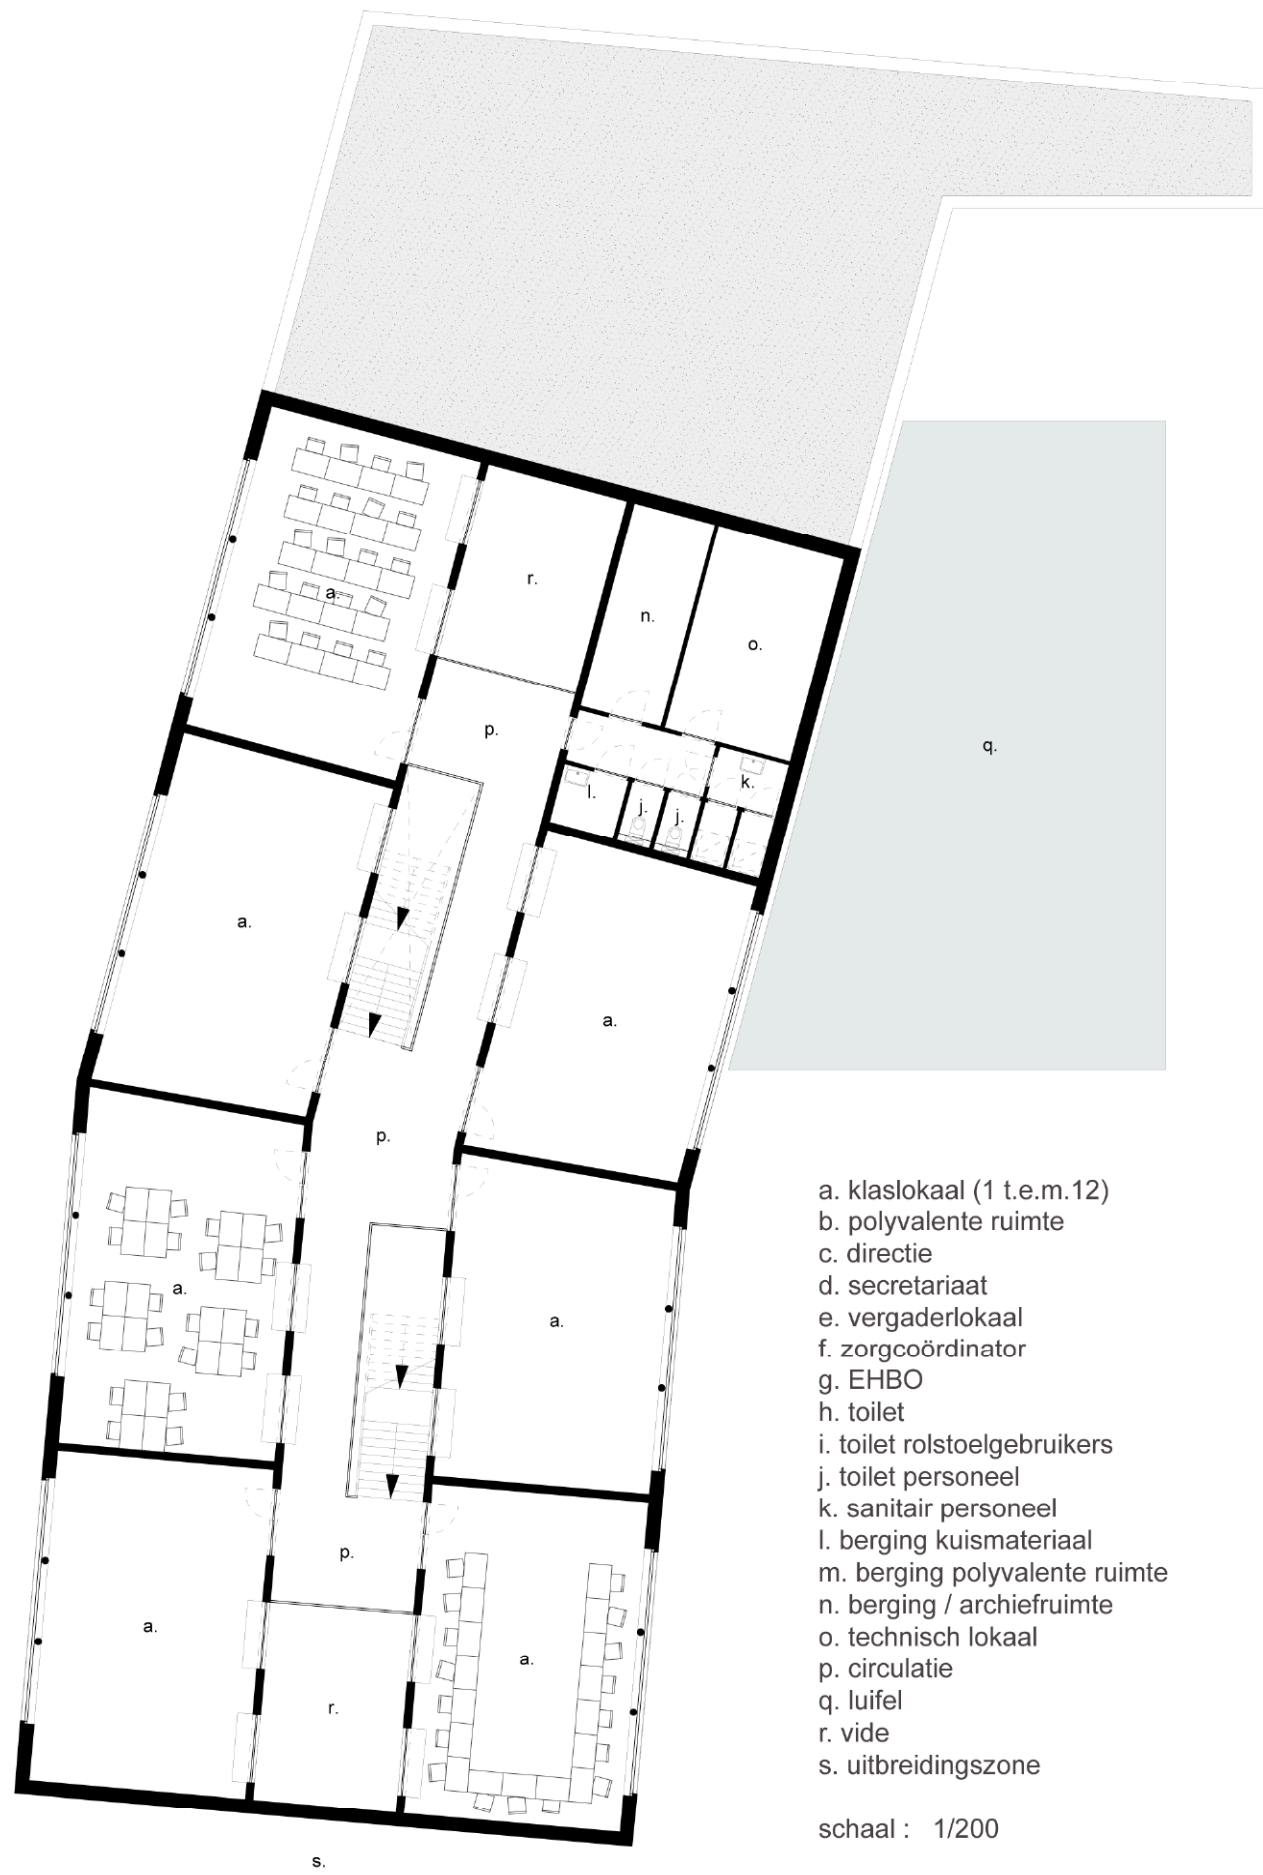 a.
r.
n.
o.
p.
q.
k.
l.
j.
j.
a.
a.
p.
a.
a.
p.
a.
a.
r.
s.
a. klaslokaal (1 t.e.m.12)
b. polyvalente ruimte
c. directie
d. secretariaat
e. vergaderlokaal
f. zorgcoördinator
g. EHBO
h. toilet
i. toilet rolstoelgebruikers
j. toilet personeel
k. sanitair personeel
l. berging kuismateriaal
m. berging polyvalente ruimte
n. berging / archiefruimte
o. technisch lokaal
p. circulatie
q. luifel
r. vide
s. uitbreidingszone
schaal : 1/200